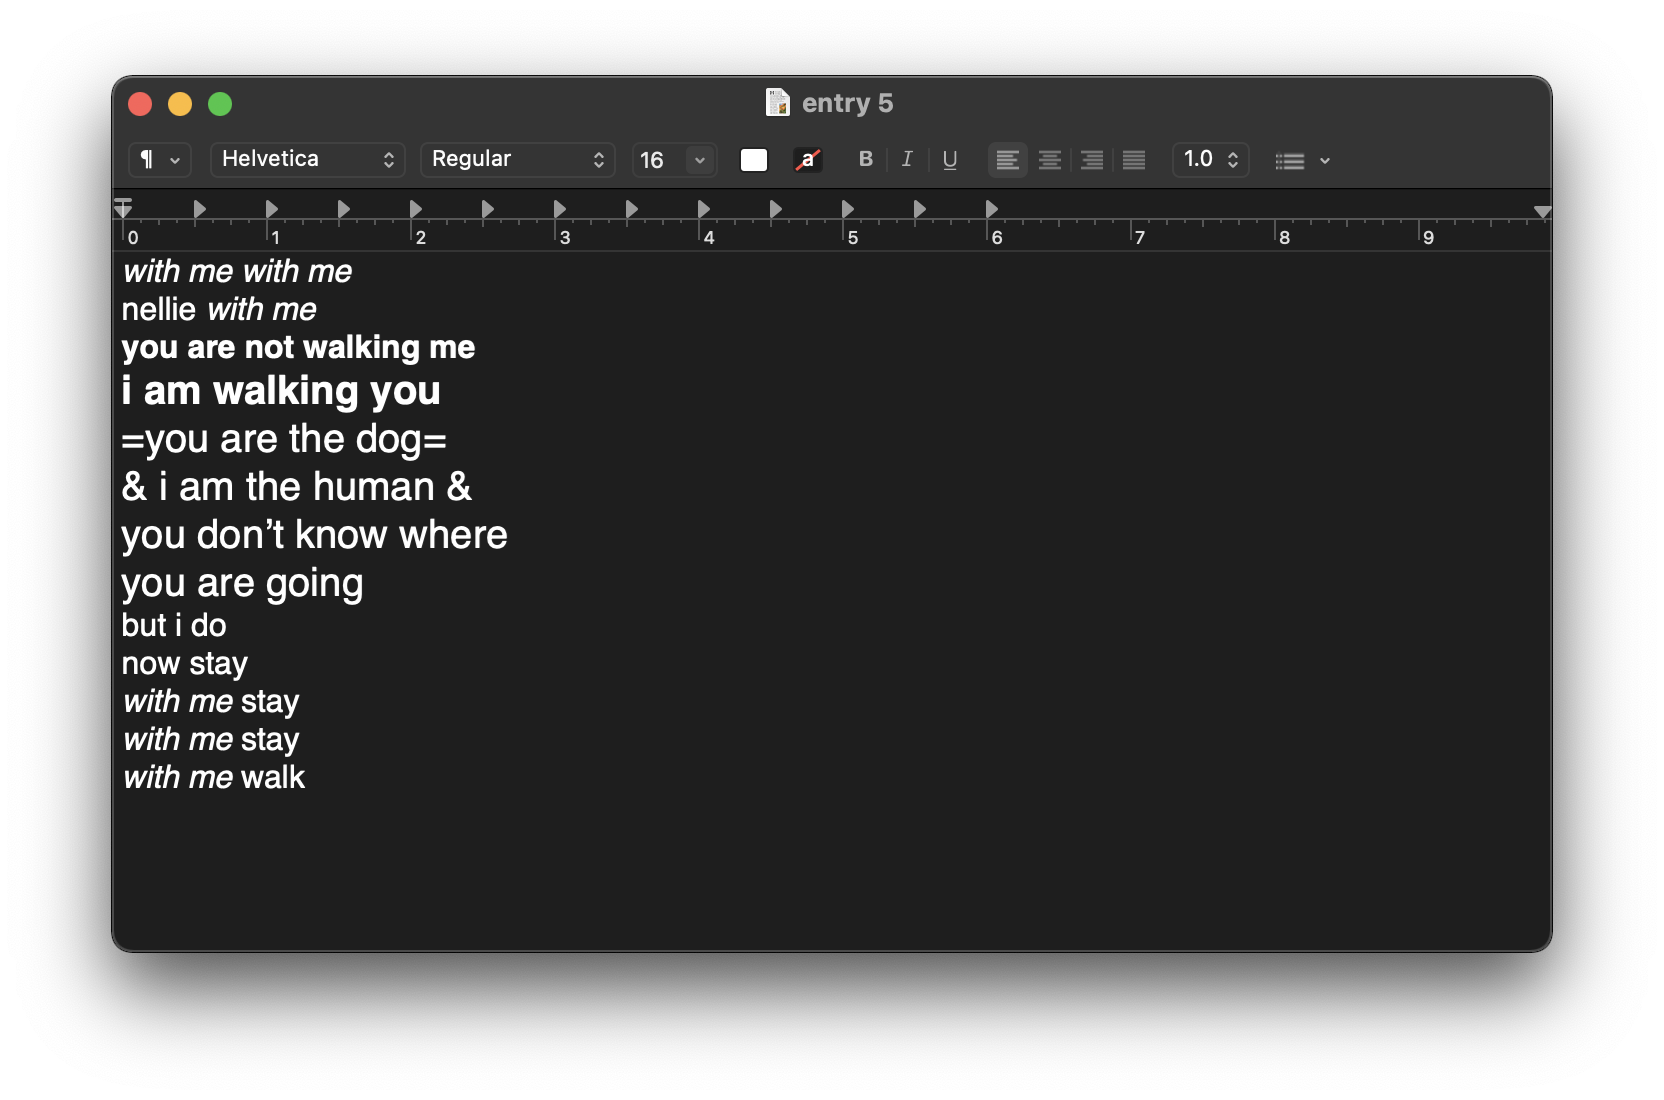 entry 5
¶ Helvetica Regular 16 a B I U 1.0
0 1 2 3 4 5 6 7 8 9
with me with me
nellie with me
you are not walking me
i am walking you
=you are the dog=
& i am the human &
you don’t know where
you are going
but i do
now stay
with me stay
with me stay
with me walk